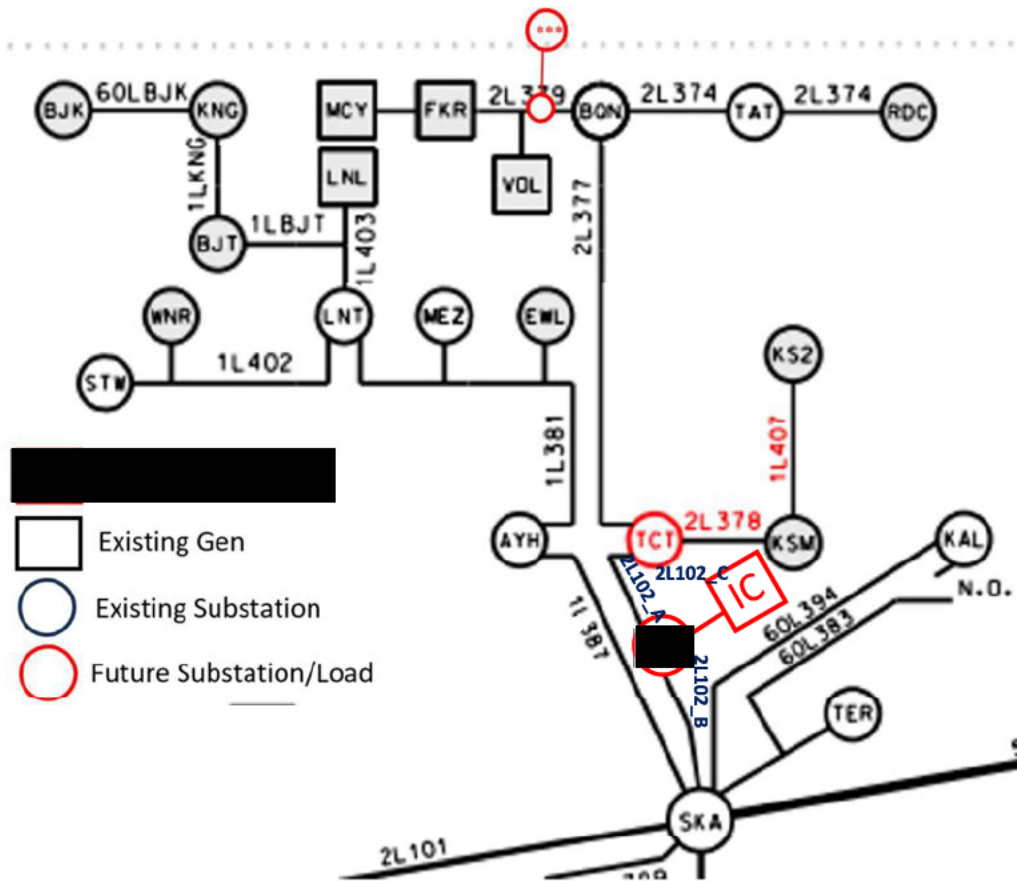 ***
BJK
60LBJK
KNG
MCY
FKR
2L379
BQN
2L374
TAT
2L374
RDC
1LKNG
LNL
VOL
2L377
BJT
1LBJT
1L403
WNR
LNT
MEZ
EWL
KS2
STW
1L402
1L381
1L407
Existing Gen
AYH
TCT
2L378
KSM
KAL
2L102_A
2L102_C
IC
N.O.
Existing Substation
60L394
60L383
1L387
2L102_B
Future Substation/Load
TER
SKA
2L101